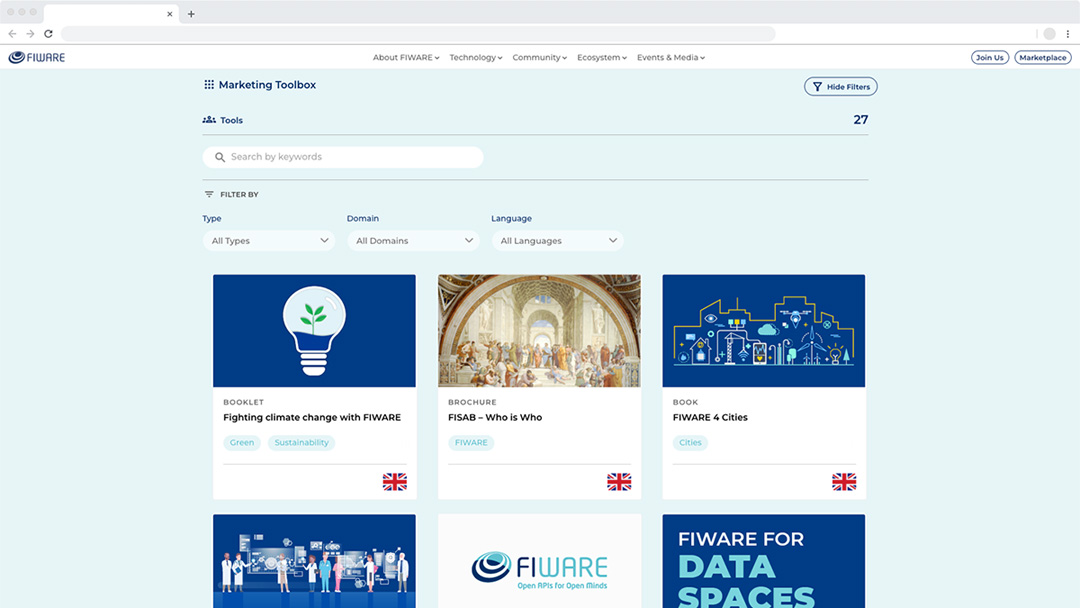 FIWARE
About FIWARE
Technology
Community
Ecosystem
Events & Media
Join Us
Marketplace
Marketing Toolbox
Hide Filters
Tools
27
Search by keywords
FILTER BY
Type
Domain
Language
All Types
All Domains
All Languages
BOOKLET
Fighting climate change with FIWARE
Green
Sustainability
BROCHURE
FISAB – Who is Who
FIWARE
BOOK
FIWARE 4 Cities
Cities
FIWARE
Open APIs for Open Minds
FIWARE FOR
DATA
SPACES